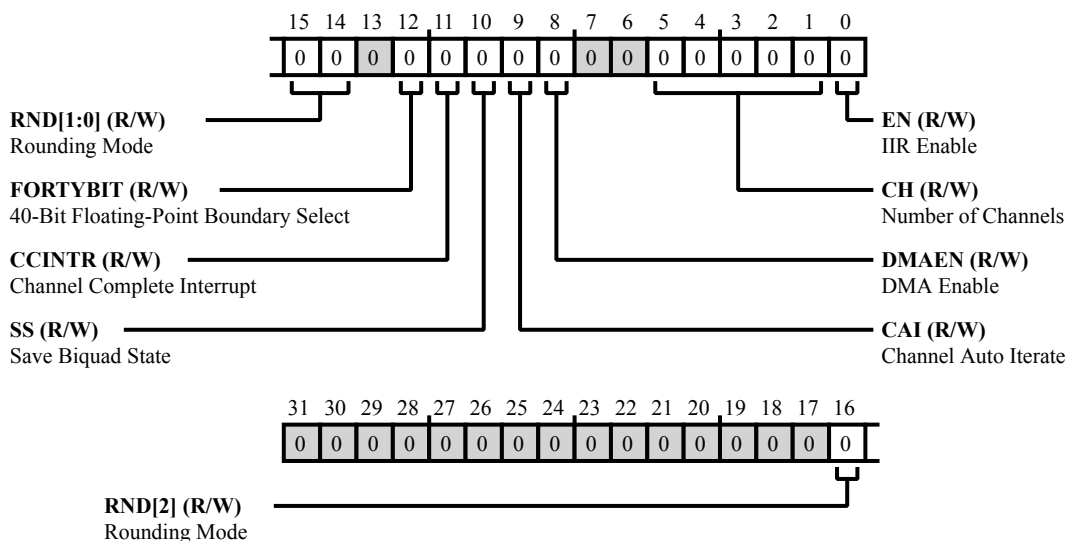 15 14 13 12 11 10 9 8 7 6 5 4 3 2 1 0
0 0 0 0 0 0 0 0 0 0 0 0 0 0 0 0
RND[1:0] (R/W)
Rounding Mode
FORTYBIT (R/W)
40-Bit Floating-Point Boundary Select
CCINTR (R/W)
Channel Complete Interrupt
SS (R/W)
Save Biquad State
EN (R/W)
IIR Enable
CH (R/W)
Number of Channels
DMAEN (R/W)
DMA Enable
CAI (R/W)
Channel Auto Iterate
31 30 29 28 27 26 25 24 23 22 21 20 19 18 17 16
0 0 0 0 0 0 0 0 0 0 0 0 0 0 0 0
RND[2] (R/W)
Rounding Mode